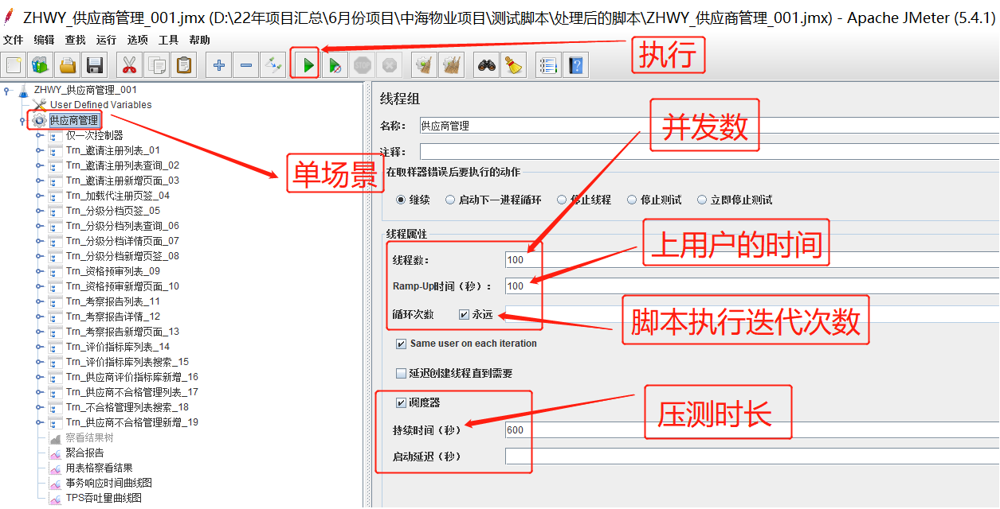 ZHWY_供应商管理_001.jmx (D:\22年项目汇总\6月份项目\中海物业项目\测试脚本\处理后的脚本\ZHWY_供应商管理_001.jmx) - Apache JMeter (5.4.1)
文件 编辑 查找 运行 选项 工具 帮助
STOP
执行
ZHWY_供应商管理_001
User Defined Variables
供应商管理
仅一次控制器
Trn_邀请注册列表_01
Trn_邀请注册列表查询_02
Trn_邀请注册新增页面_03
Trn_加载代注册页签_04
Trn_分级分档页签_05
Trn_分级分档列表查询_06
Trn_分级分档详情页面_07
Trn_分级分档新增页签_08
Trn_资格预审列表_09
Trn_资格预审新增页面_10
Trn_考察报告列表_11
Trn_考察报告详情_12
Trn_考察报告新增页面_13
Trn_评价指标库列表_14
Trn_评价指标库列表搜索_15
Trn_供应商评价指标库新增_16
Trn_供应商不合格管理列表_17
Trn_不合格管理列表搜索_18
Trn_供应商不合格管理新增_19
察看结果树
聚合报告
用表格察看结果
事务响应时间曲线图
TPS吞吐量曲线图
单场景
线程组
名称： 供应商管理
注释：
并发数
在取样器错误后要执行的动作
继续 启动下一进程循环 停止线程 停止测试 立即停止测试
线程属性
线程数： 100
上用户的时间
Ramp-Up时间（秒）： 100
循环次数 永远
脚本执行迭代次数
Same user on each iteration
延迟创建线程直到需要
调度器
压测时长
持续时间（秒） 600
启动延迟（秒）